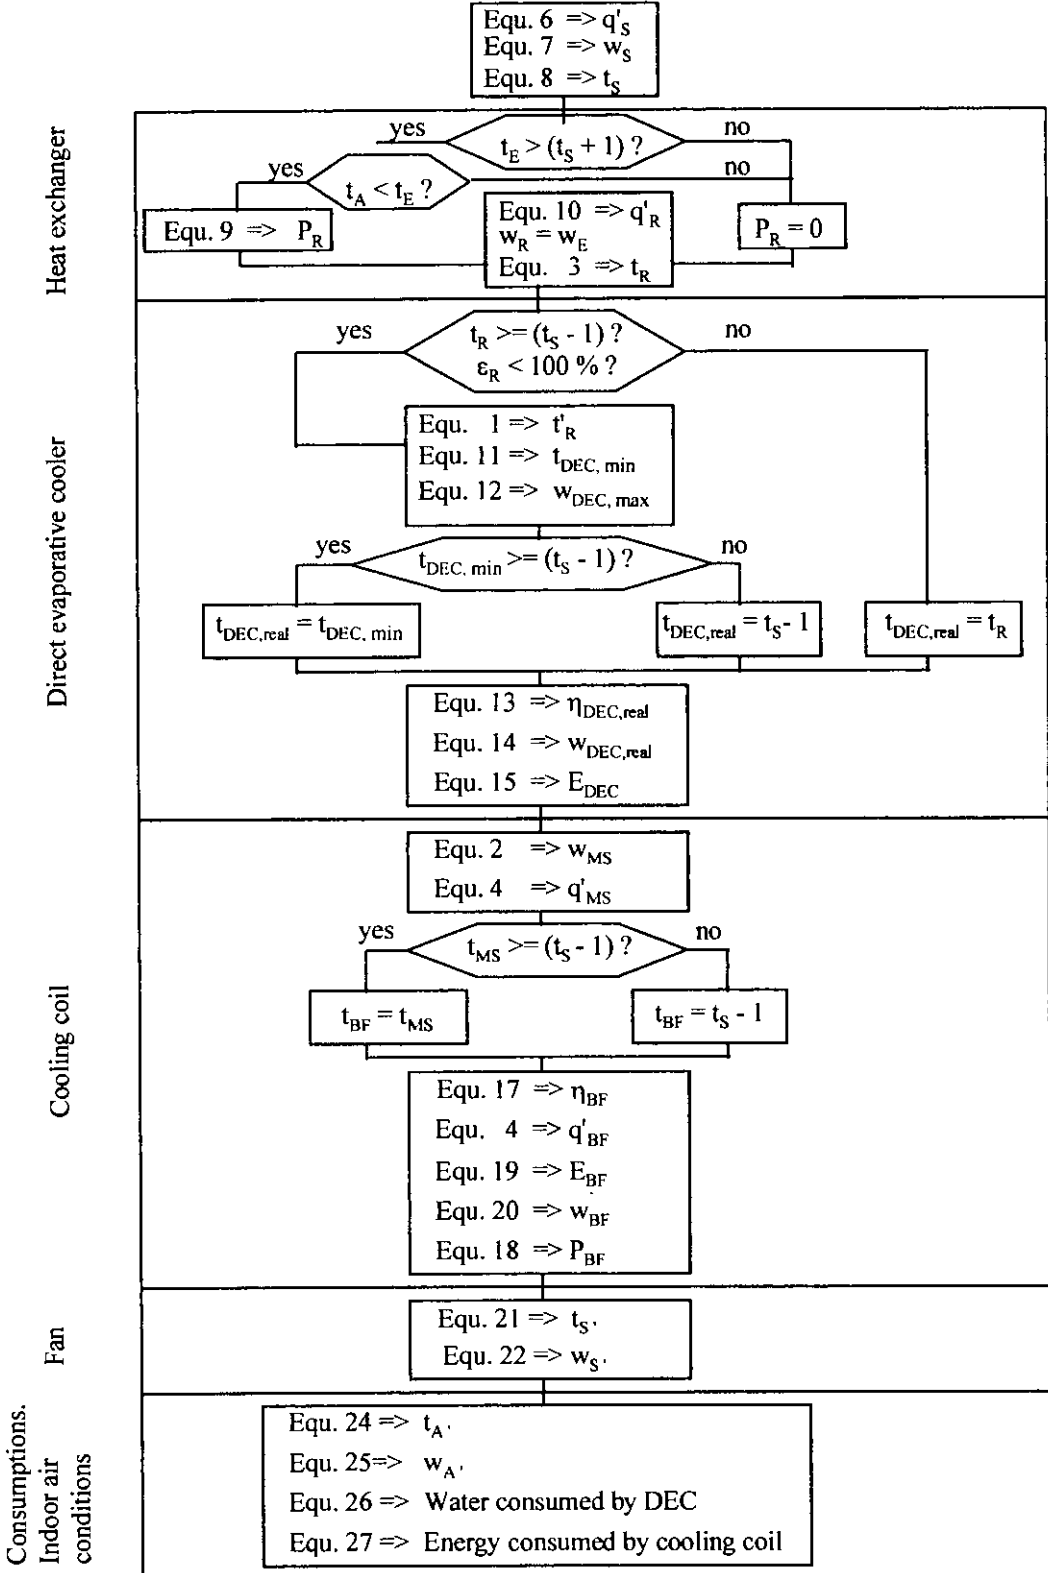 Equ. 6 => q'S
Equ. 7 => wS
Equ. 8 => tS
Heat exchanger
yes
tE > (tS + 1) ?
no
yes
tA < tE ?
no
Equ. 9 => PR
Equ. 10 => q'R
wR = wE
Equ. 3 => tR
PR = 0
Direct evaporative cooler
yes
tR >= (tS - 1) ?
εR < 100 % ?
no
Equ. 1 => t'R
Equ. 11 => tDEC, min
Equ. 12 => wDEC, max
yes
tDEC, min >= (tS - 1) ?
no
tDEC,real = tDEC, min
tDEC,real = tS - 1
tDEC,real = tR
Equ. 13 => ηDEC,real
Equ. 14 => wDEC,real
Equ. 15 => EDEC
Cooling coil
Equ. 2 => wMS
Equ. 4 => q'MS
yes
tMS >= (tS - 1) ?
no
tBF = tMS
tBF = tS - 1
Equ. 17 => ηBF
Equ. 4 => q'BF
Equ. 19 => EBF
Equ. 20 => wBF
Equ. 18 => PBF
Fan
Equ. 21 => tS'
Equ. 22 => wS'
Consumptions.
Indoor air
conditions
Equ. 24 => tA'
Equ. 25=> wA'
Equ. 26 => Water consumed by DEC
Equ. 27 => Energy consumed by cooling coil